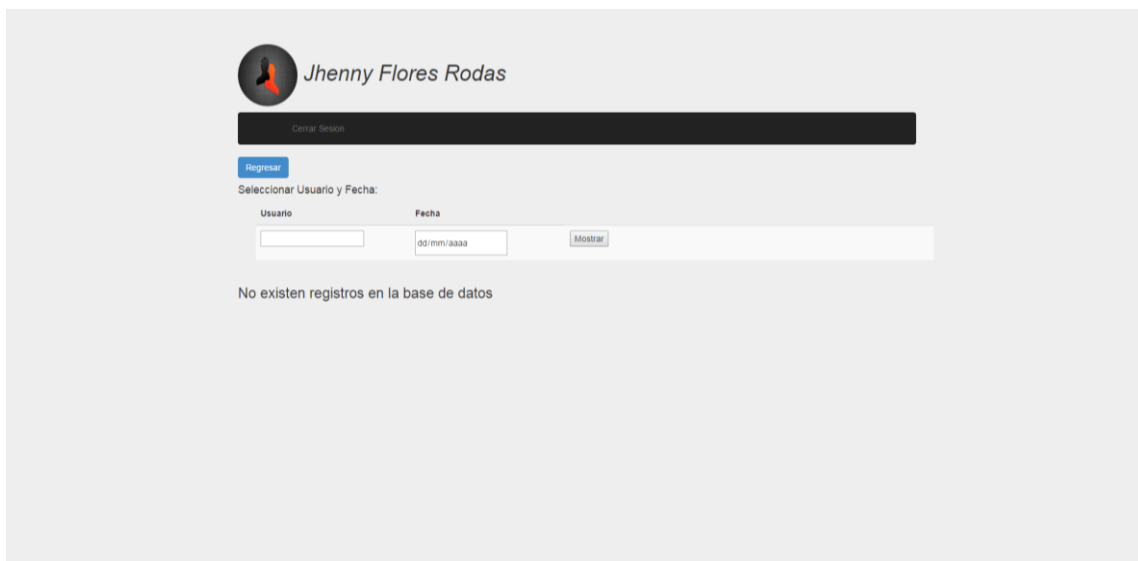 Jhenny Flores Rodas
Cerrar Sesion
Regresar
Seleccionar Usuario y Fecha:
Usuario Fecha
dd/mm/aaaa Mostrar
No existen registros en la base de datos